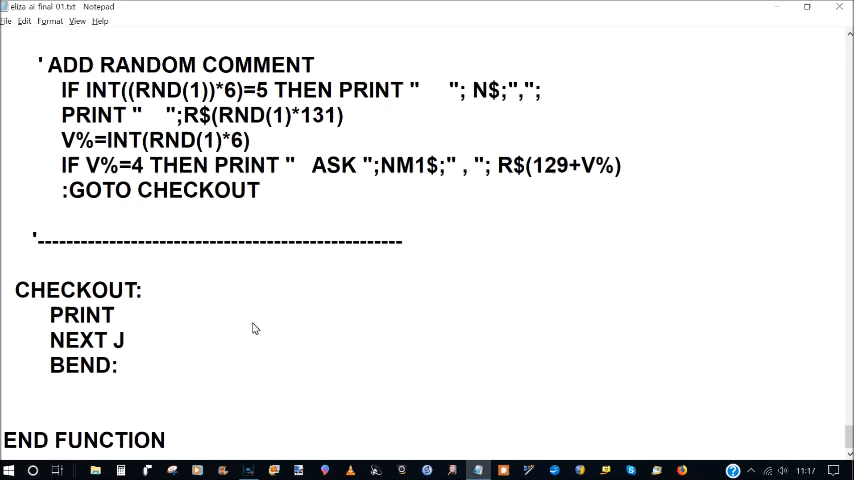 eliza ai final 01.txt - Notepad
File Edit Format View Help
' ADD RANDOM COMMENT
IF INT((RND(1))*6)=5 THEN PRINT "     "; N$;",";
PRINT "    ";R$(RND(1)*131)
V%=INT(RND(1)*6)
IF V%=4 THEN PRINT "   ASK ";NM1$;" , "; R$(129+V%)
:GOTO CHECKOUT
'---------------------------------------------------
CHECKOUT:
PRINT
NEXT J
BEND:
END FUNCTION
11:17